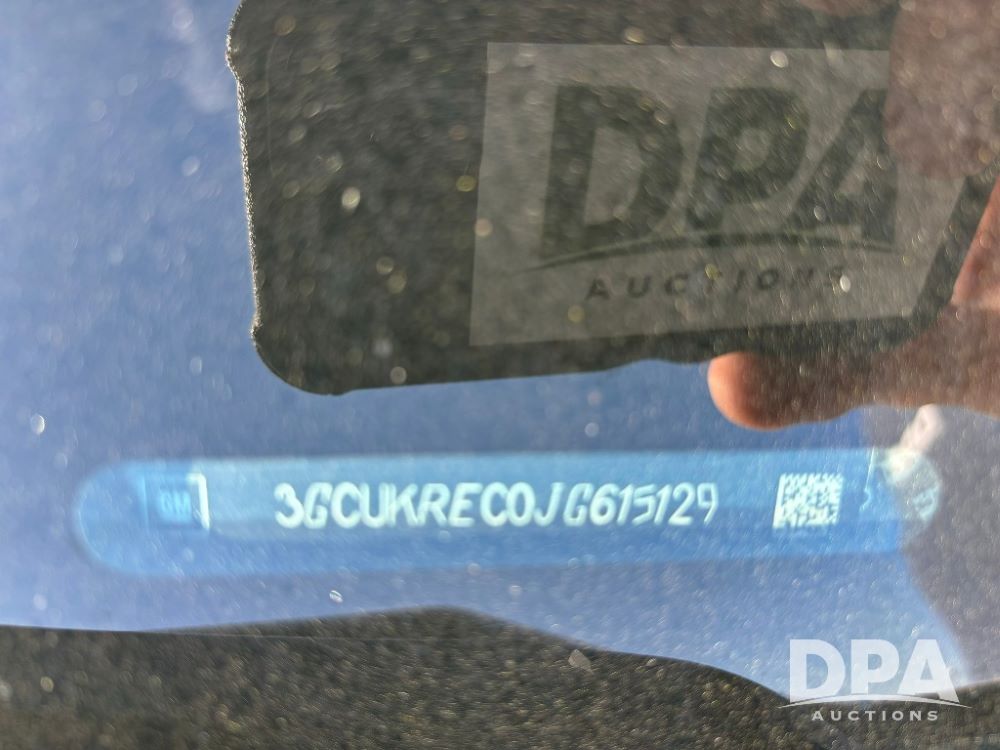 DPA
AUCTIONS
GM
3GCUKREC0JG615129
DPA
AUCTIONS